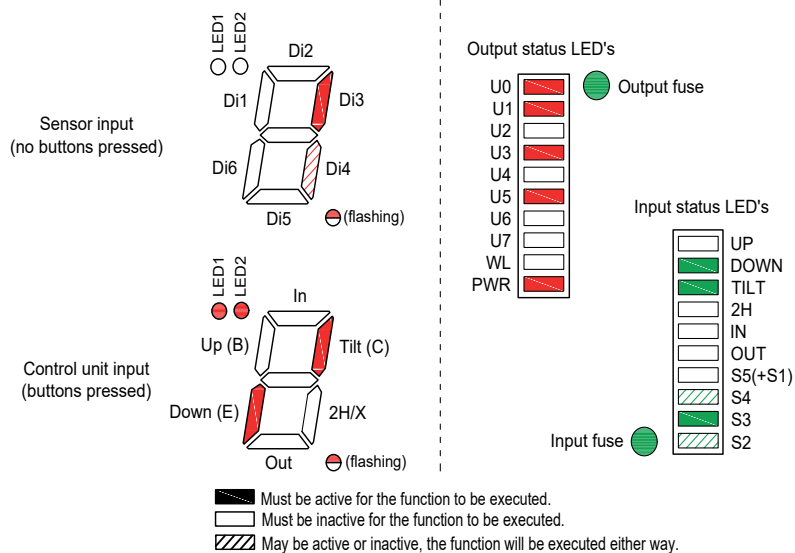 LED1
LED2
Di2
Di1
Di3
Sensor input
(no buttons pressed)
Di6
Di4
Di5
(flashing)
LED1
LED2
In
Up (B)
Tilt (C)
Control unit input
(buttons pressed)
Down (E)
2H/X
Out
(flashing)
Output status LED's
U0
Output fuse
U1
U2
U3
U4
U5
U6
U7
WL
PWR
Input status LED's
UP
DOWN
TILT
2H
IN
OUT
S5(+S1)
S4
S3
Input fuse
S2
Must be active for the function to be executed.
Must be inactive for the function to be executed.
May be active or inactive, the function will be executed either way.